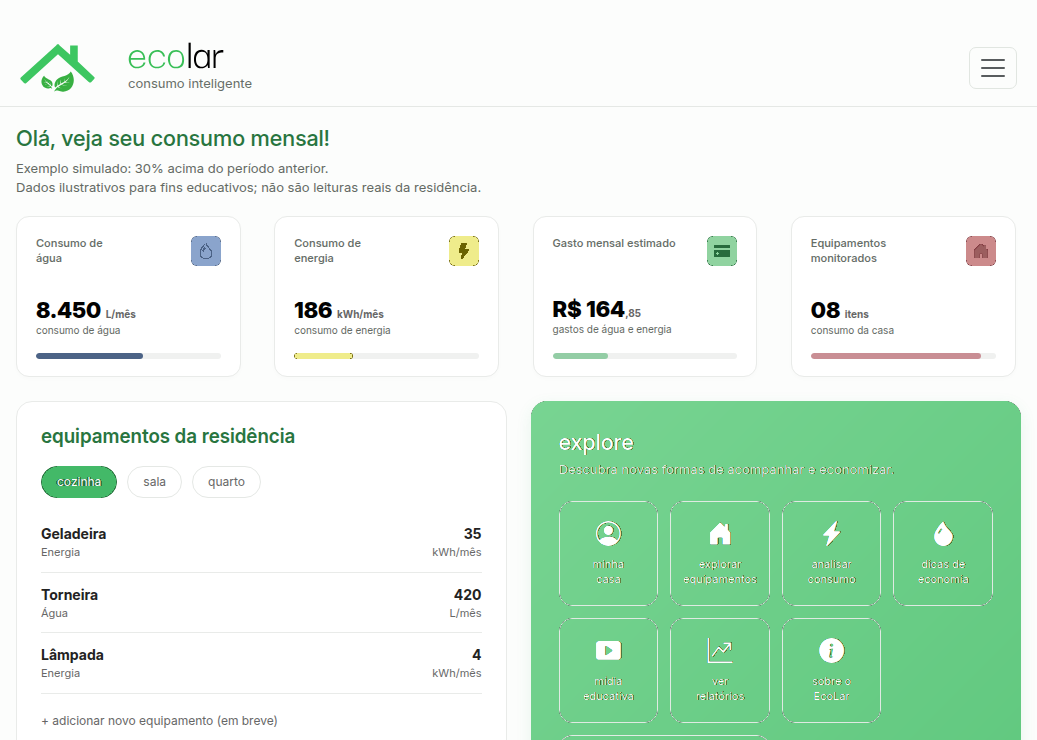 ecolar
consumo inteligente
Olá, veja seu consumo mensal!
Exemplo simulado: 30% acima do período anterior.
Dados ilustrativos para fins educativos; não são leituras reais da residência.
Consumo de
água
8.450 L/mês
consumo de água
Consumo de
energia
186 kWh/mês
consumo de energia
Gasto mensal estimado
R$ 164,85
gastos de água e energia
Equipamentos
monitorados
08 itens
consumo da casa
equipamentos da residência
cozinha
sala
quarto
Geladeira
35
Energia
kWh/mês
Torneira
420
Água
L/mês
Lâmpada
4
Energia
kWh/mês
+ adicionar novo equipamento (em breve)
explore
Descubra novas formas de acompanhar e economizar.
minha
casa
explorar
equipamentos
analisar
consumo
dicas de
economia
mídia
educativa
ver
relatórios
sobre o
EcoLar